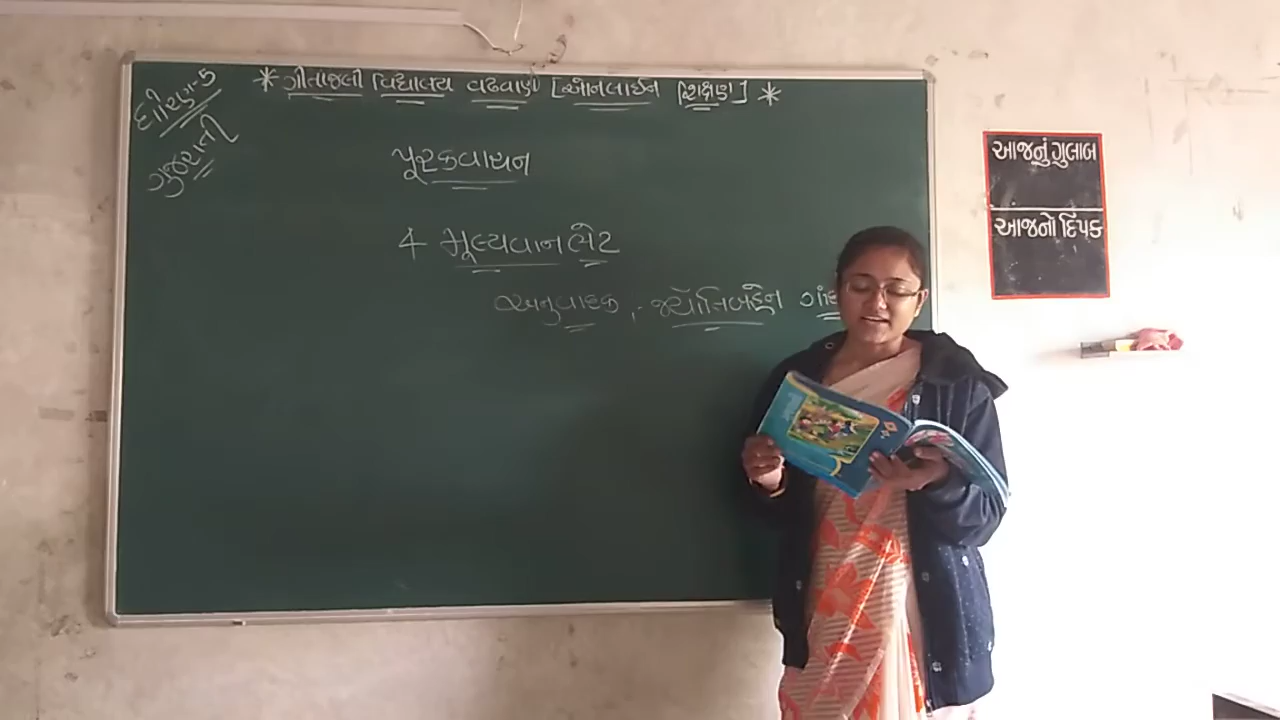 ધોરણ-5
ગુજરાતી
* ગીતાંજલી વિદ્યાલય વઢવાણ [ઓનલાઈન શિક્ષણ] *
પૂરકવાચન
4 મૂલ્યવાન ભેટ
અનુવાદક :- જ્યોતિબહેન
આજનું ગુલાબ
આજનો દિપક